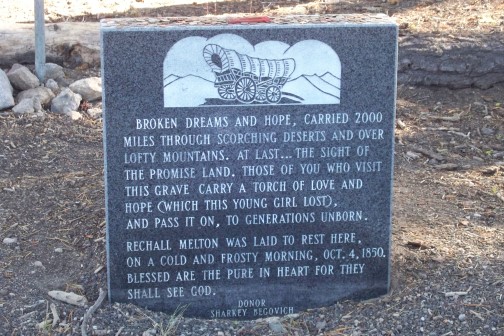 BROKEN DREAMS AND HOPE, CARRIED 2000
MILES THROUGH SCORCHING DESERTS AND OVER
LOFTY MOUNTAINS. AT LAST... THE SIGHT OF
THE PROMISE LAND. THOSE OF YOU WHO VISIT
THIS GRAVE CARRY A TORCH OF LOVE AND
HOPE (WHICH THIS YOUNG GIRL LOST),
AND PASS IT ON, TO GENERATIONS UNBORN.
RECHALL MELTON WAS LAID TO REST HERE,
ON A COLD AND FROSTY MORNING, OCT. 4, 1850.
BLESSED ARE THE PURE IN HEART FOR THEY
SHALL SEE GOD.
DONOR
SHARKEY BEGOVICH